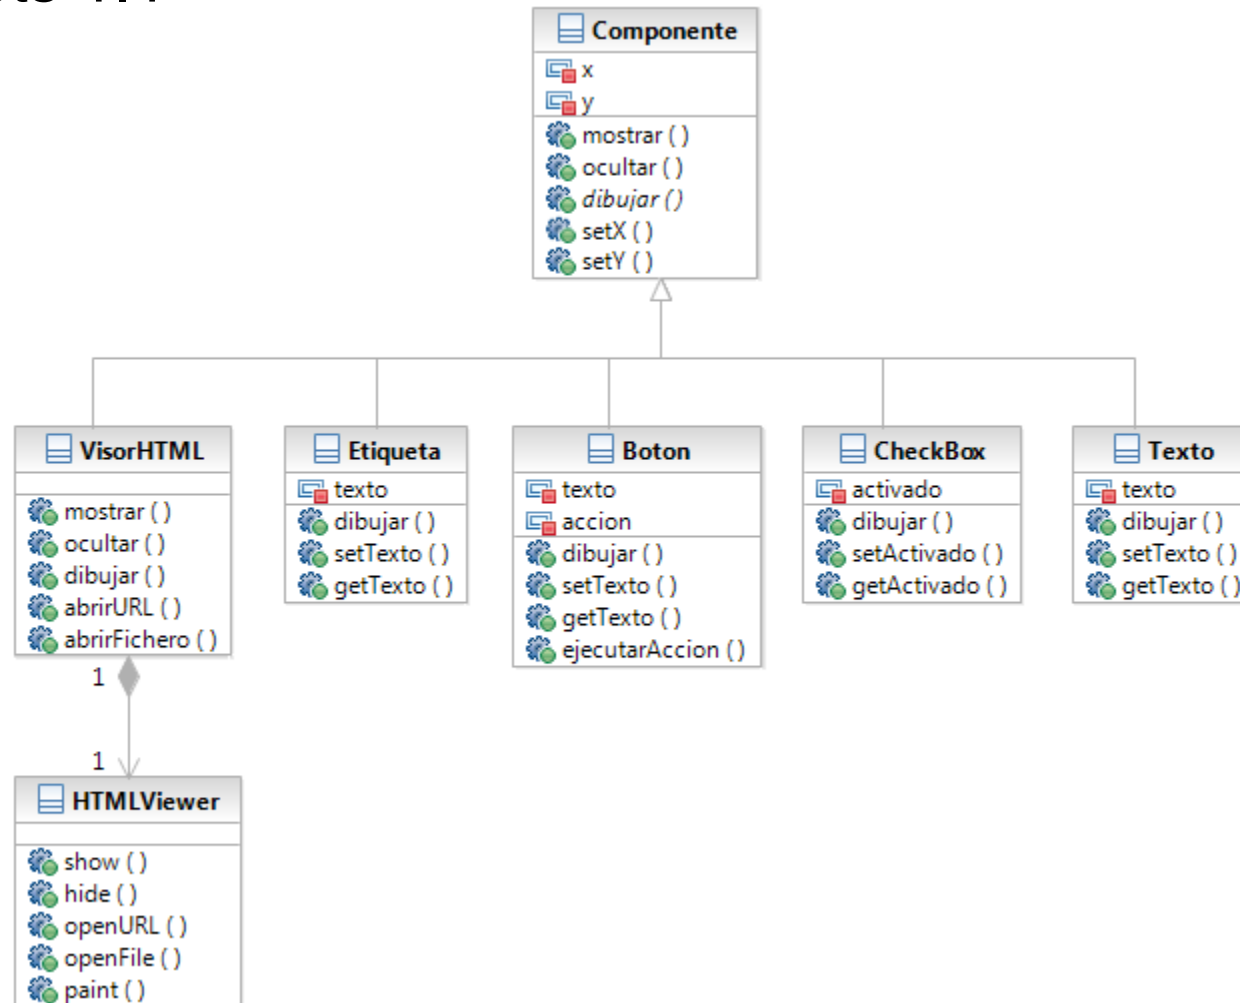 Componente
x
y
mostrar ( )
ocultar ( )
dibujar ( )
setX ( )
setY ( )
VisorHTML
mostrar ( )
ocultar ( )
dibujar ( )
abrirURL ( )
abrirFichero ( )
Etiqueta
texto
dibujar ( )
setTexto ( )
getTexto ( )
Boton
texto
accion
dibujar ( )
setTexto ( )
getTexto ( )
ejecutarAccion ( )
CheckBox
activado
dibujar ( )
setActivado ( )
getActivado ( )
Texto
texto
dibujar ( )
setTexto ( )
getTexto ( )
1
1
HTMLViewer
show ( )
hide ( )
openURL ( )
openFile ( )
paint ( )